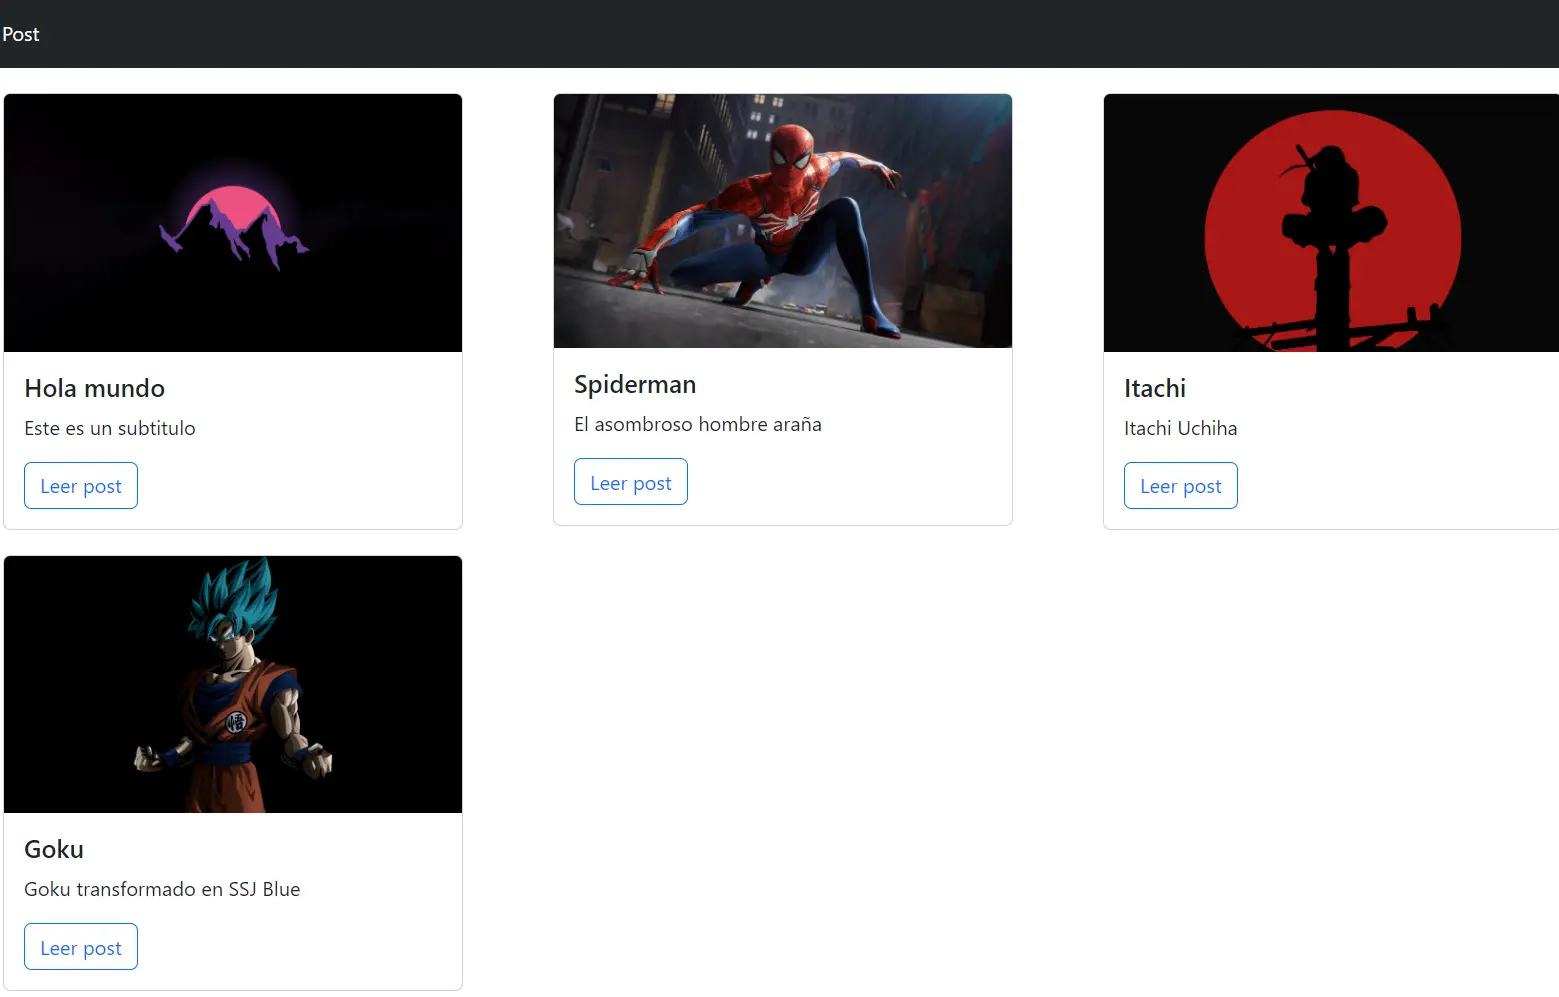 Post
Hola mundo
Este es un subtitulo
Leer post
Spiderman
El asombroso hombre araña
Leer post
Itachi
Itachi Uchiha
Leer post
悟
Goku
Goku transformado en SSJ Blue
Leer post